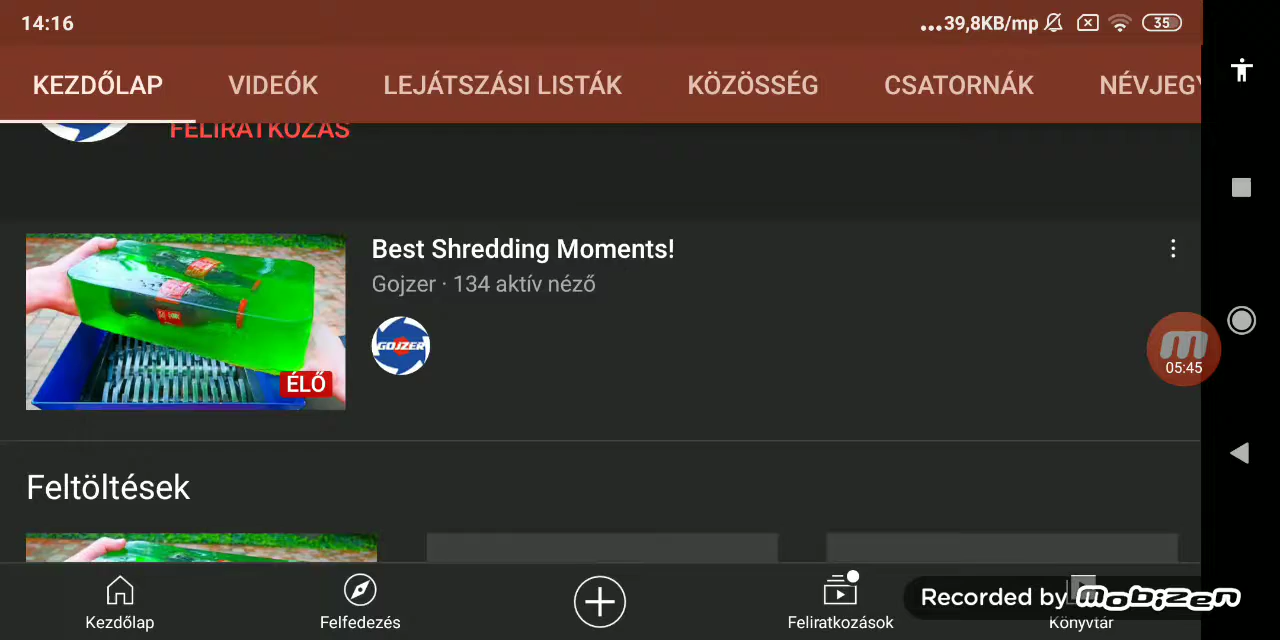 14:16
...39,8KB/mp 35
KEZDŐLAP VIDEÓK LEJÁTSZÁSI LISTÁK KÖZÖSSÉG CSATORNÁK NÉVJEGY
FELIRATKOZÁS
Best Shredding Moments!
Gojzer · 134 aktív néző
GOJZER
ÉLŐ
05:45
Feltöltések
Kezdőlap Felfedezés Feliratkozások Könyvtár
Recorded by mobizen